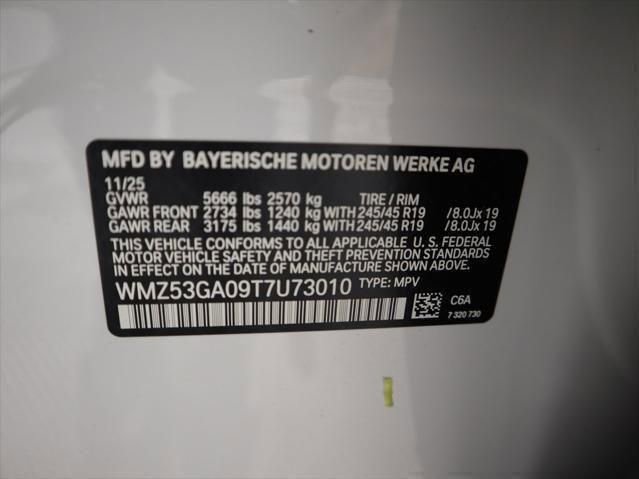 MFD BY BAYERISCHE MOTOREN WERKE AG
11/25
GVWR 5666 lbs 2570 kg TIRE / RIM
GAWR FRONT 2734 lbs 1240 kg WITH 245/45 R19 /8.0Jx 19
GAWR REAR 3175 lbs 1440 kg WITH 245/45 R19 /8.0Jx 19
THIS VEHICLE CONFORMS TO ALL APPLICABLE U. S. FEDERAL
MOTOR VEHICLE SAFETY AND THEFT PREVENTION STANDARDS
IN EFFECT ON THE DATE OF MANUFACTURE SHOWN ABOVE.
WMZ53GA09T7U73010 TYPE: MPV
C6A
7 320 730